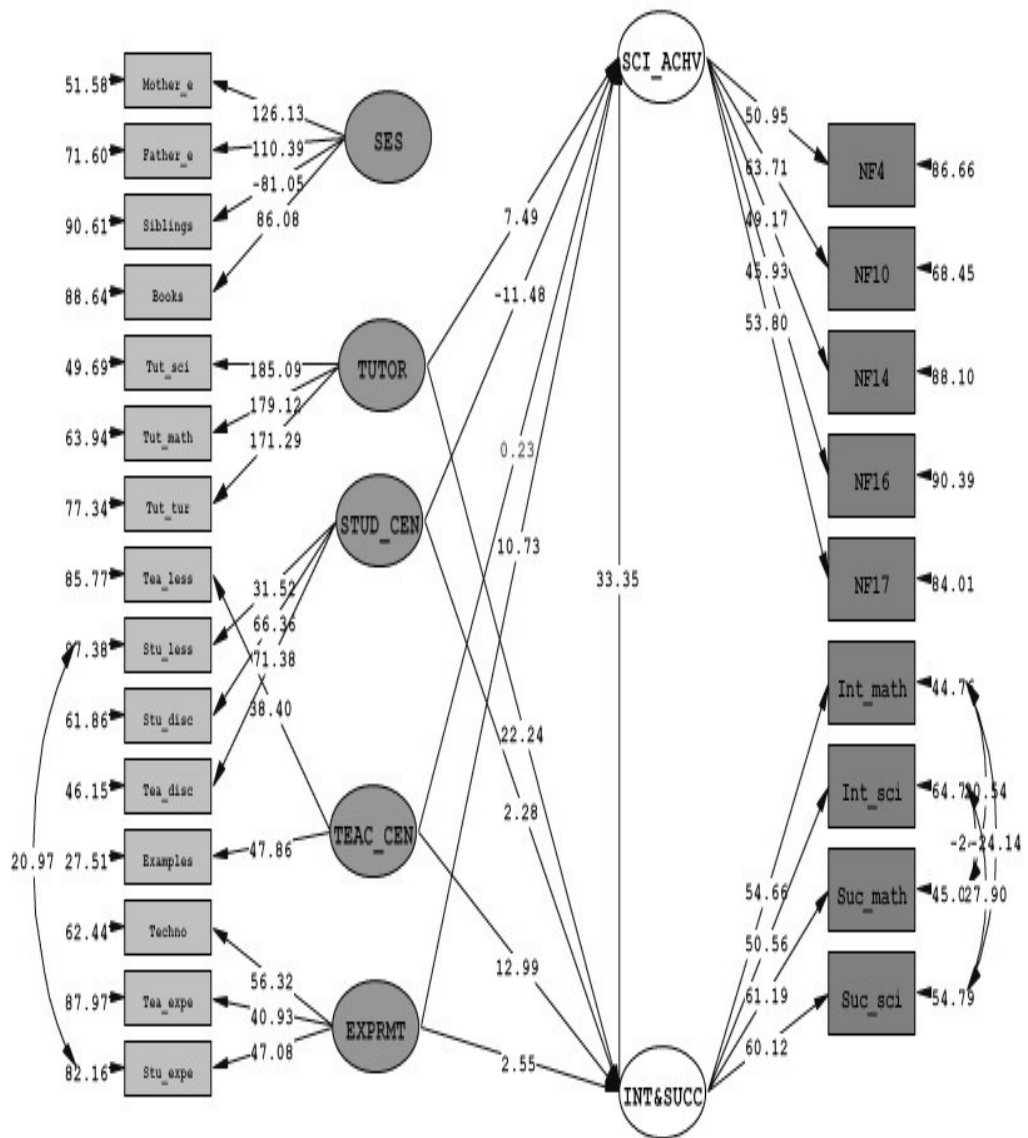 SCI_ACHV
51.58 Mother_e
126.13
SES
50.95
71.60 Father_e
110.39
63.71
NF4 86.66
-81.05
90.61 Siblings
86.08
7.49
49.17
45.93
NF10 68.45
88.64 Books
-11.48
53.80
49.69 Tut_sci
185.09
TUTOR
NF14 88.10
179.12
63.94 Tut_math
171.29
0.23
NF16 90.39
77.34 Tut_tur
STUD_CEN
10.73
85.77 Tea_less
31.52
33.35
NF17 84.01
66.36
Stu_less
71.38
Int_math
38.40
61.86 Stu_disc
22.24
46.15 Tea_disc
2.28
Int_sci
TEAC_CEN
-24.14
20.97 27.51 Examples
47.86
54.66
Suc_math
27.90
62.44 Techno
50.56
56.32
12.99
61.19
Suc_sci 54.79
87.97 Tea_expe
40.93
EXPRMT
60.12
47.08
2.55
82.16 Stu_expe
INT&SUCC